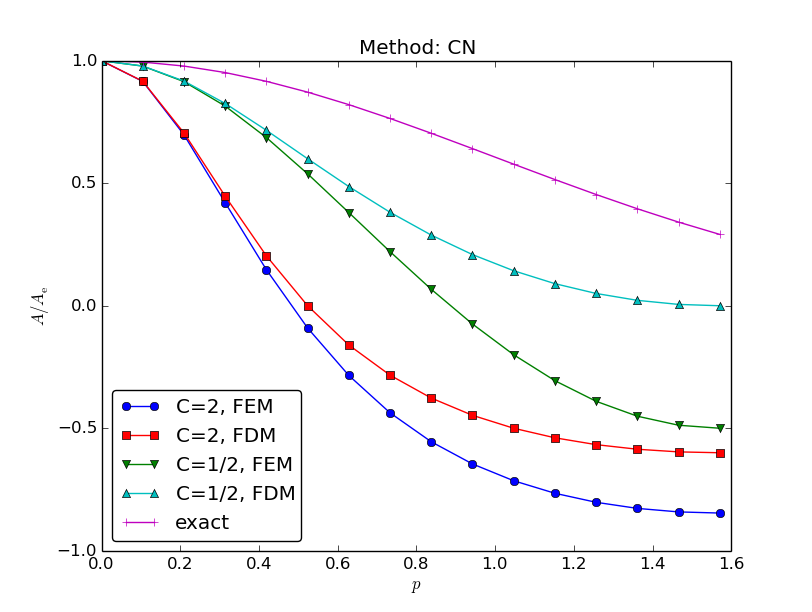 Method: CN
1.0
0.5
0.0
−0.5
−1.0
A/Ae
C=2, FEM
C=2, FDM
C=1/2, FEM
C=1/2, FDM
exact
0.0 0.2 0.4 0.6 0.8 1.0 1.2 1.4 1.6
p